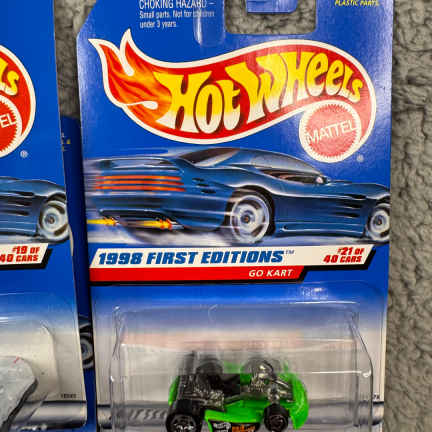 CHOKING HAZARD –
Small parts. Not for children
under 3 years.
PLASTIC PARTS.
HOT WHEELS
MATTEL
®
1998 FIRST EDITIONS™
#21 OF
40 CARS
GO KART
#19 OF
40 CARS